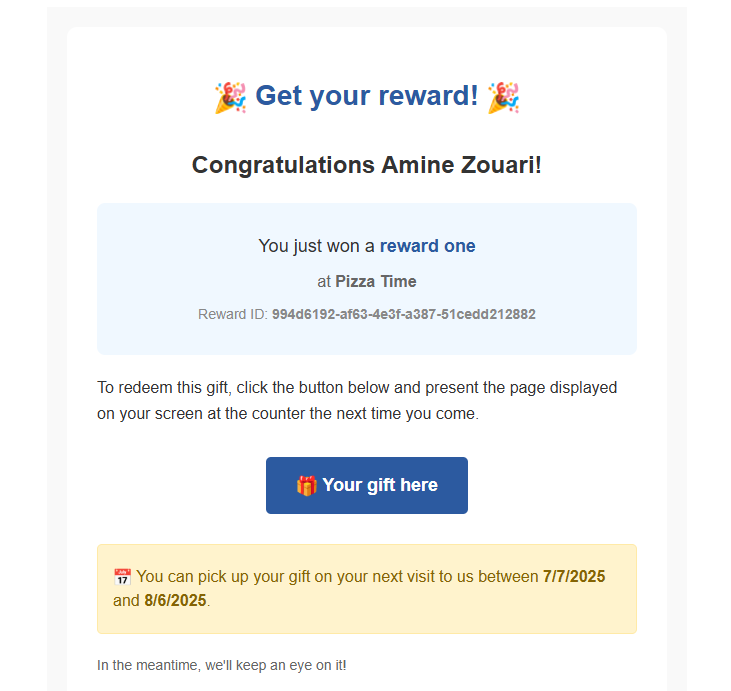 🎉 Get your reward! 🎉
Congratulations Amine Zouari!
You just won a reward one
at Pizza Time
Reward ID: 994d6192-af63-4e3f-a387-51cedd212882
To redeem this gift, click the button below and present the page displayed
on your screen at the counter the next time you come.
🎁 Your gift here
📅 You can pick up your gift on your next visit to us between 7/7/2025
and 8/6/2025.
In the meantime, we'll keep an eye on it!